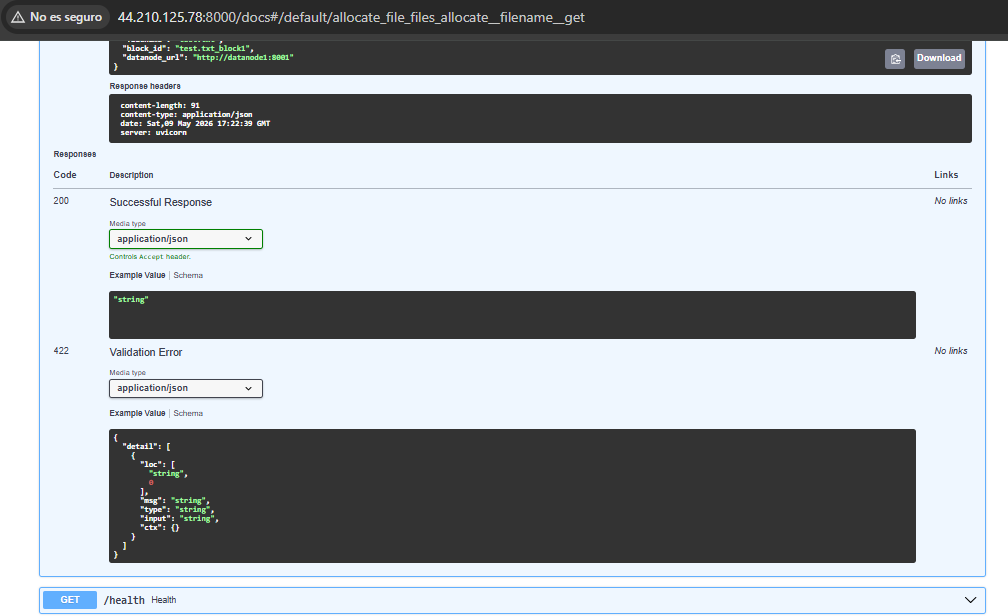 No es seguro
44.210.125.78:8000/docs#/default/allocate_file_files_allocate__filename__get
"block_id": "test.txt_block1",
"datanode_url": "http://datanode1:8001"
}
Download
Response headers
content-length: 91
content-type: application/json
date: Sat,09 May 2026 17:22:39 GMT
server: uvicorn
Responses
Code Description Links
200 Successful Response No links
Media type
application/json
Controls Accept header.
Example Value | Schema
"string"
422 Validation Error No links
Media type
application/json
Example Value | Schema
{
"detail": [
{
"loc": [
"string",
0
],
"msg": "string",
"type": "string",
"input": "string",
"ctx": {}
}
]
}
GET /health Health